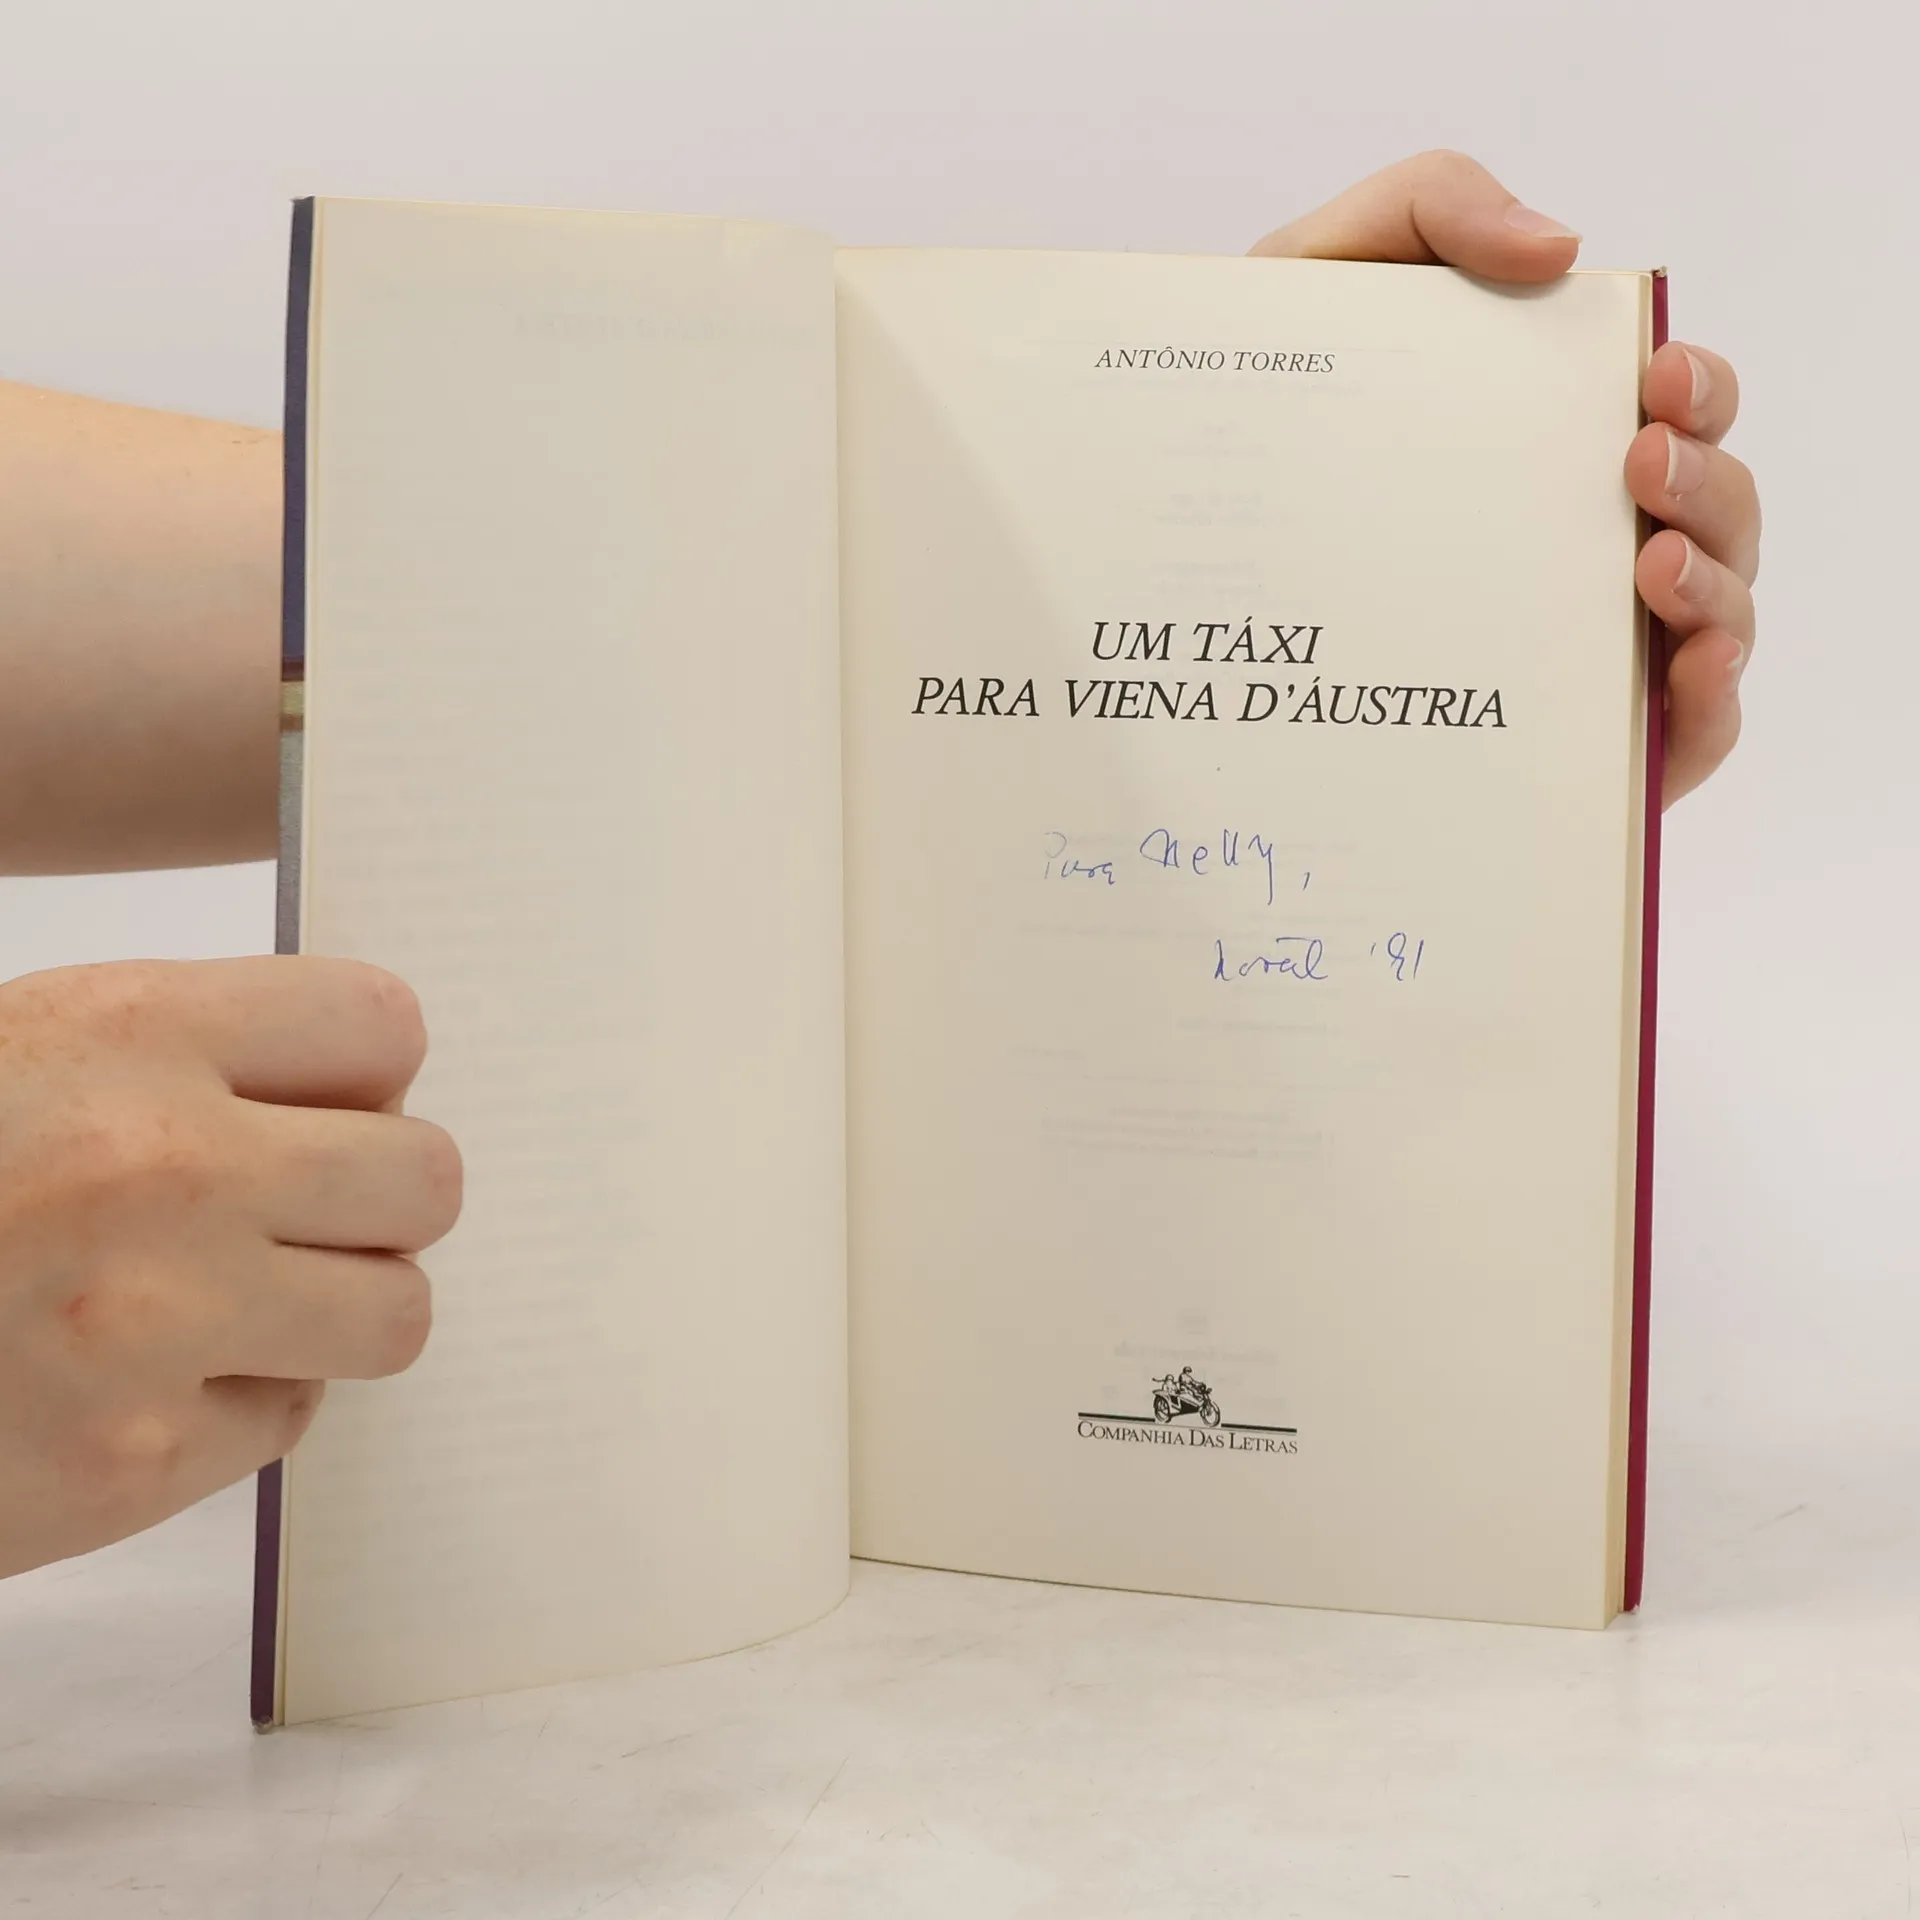 ANTÔNIO TORRES
UM TÁXI
PARA VIENA D'ÁUSTRIA
Para Nelly,
Natal '91
COMPANHIA DAS LETRAS